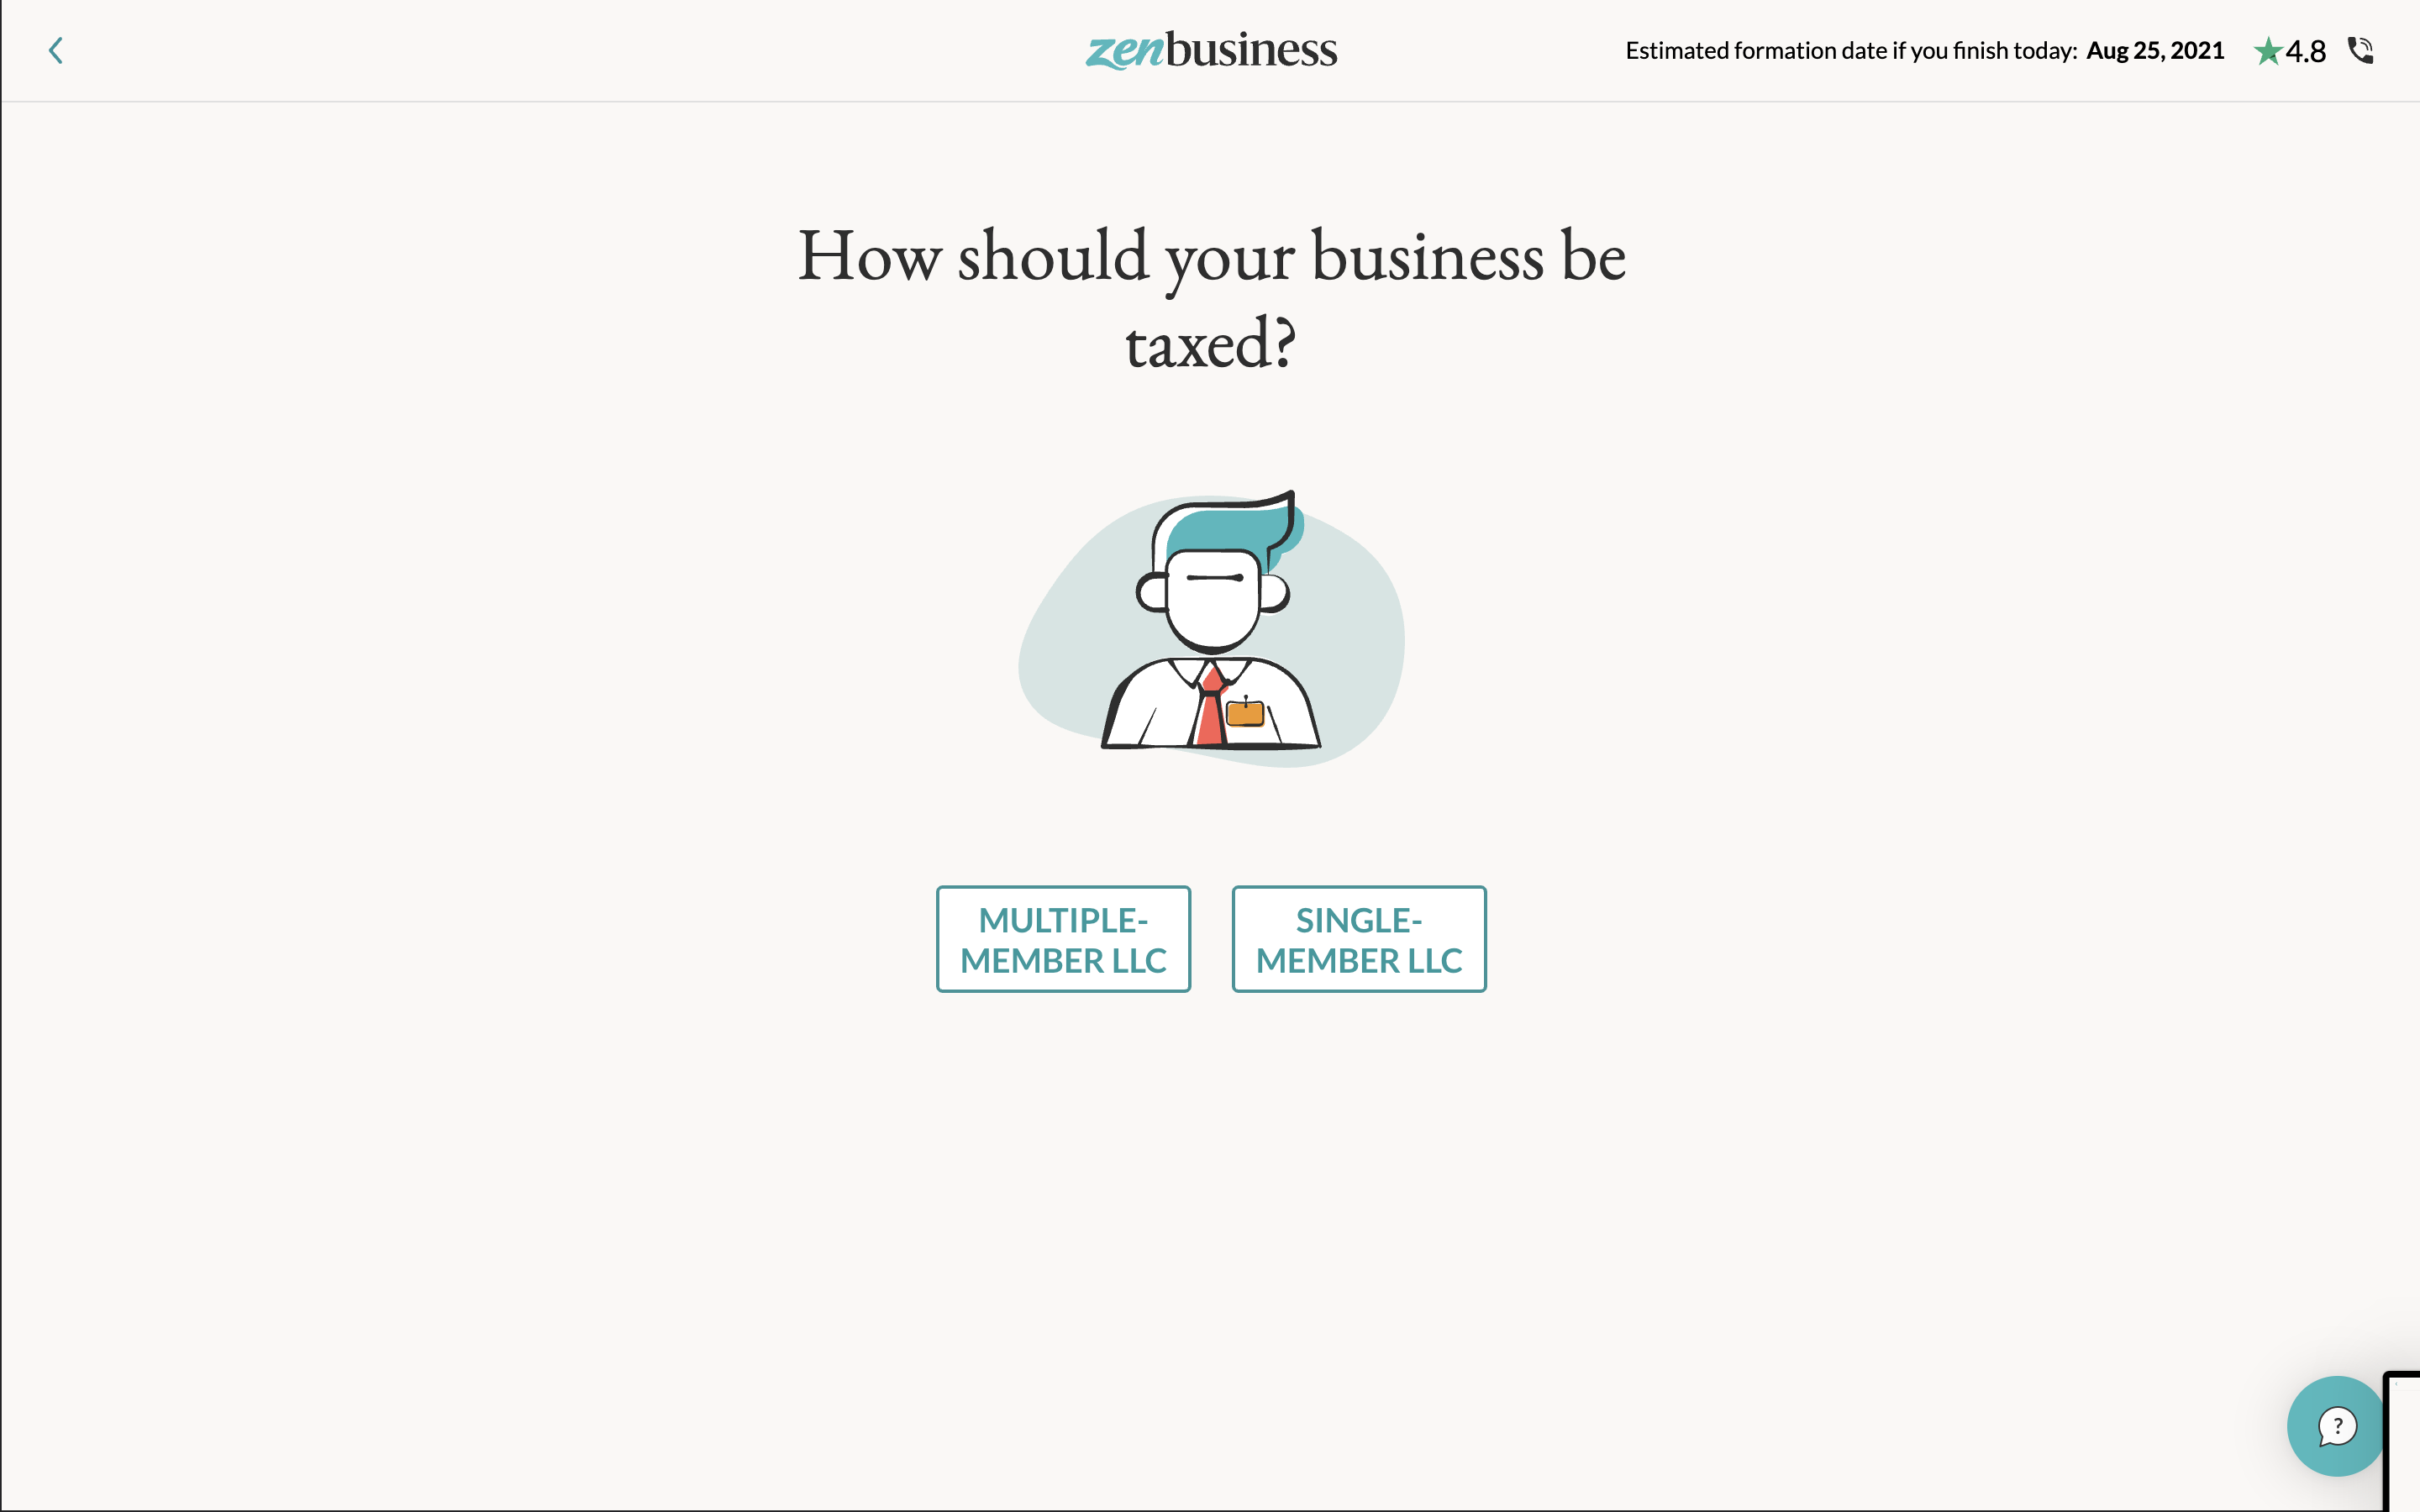 zenbusiness
Estimated formation date if you finish today: Aug 25, 2021
4.8
How should your business be
taxed?
MULTIPLE-
MEMBER LLC
SINGLE-
MEMBER LLC
?